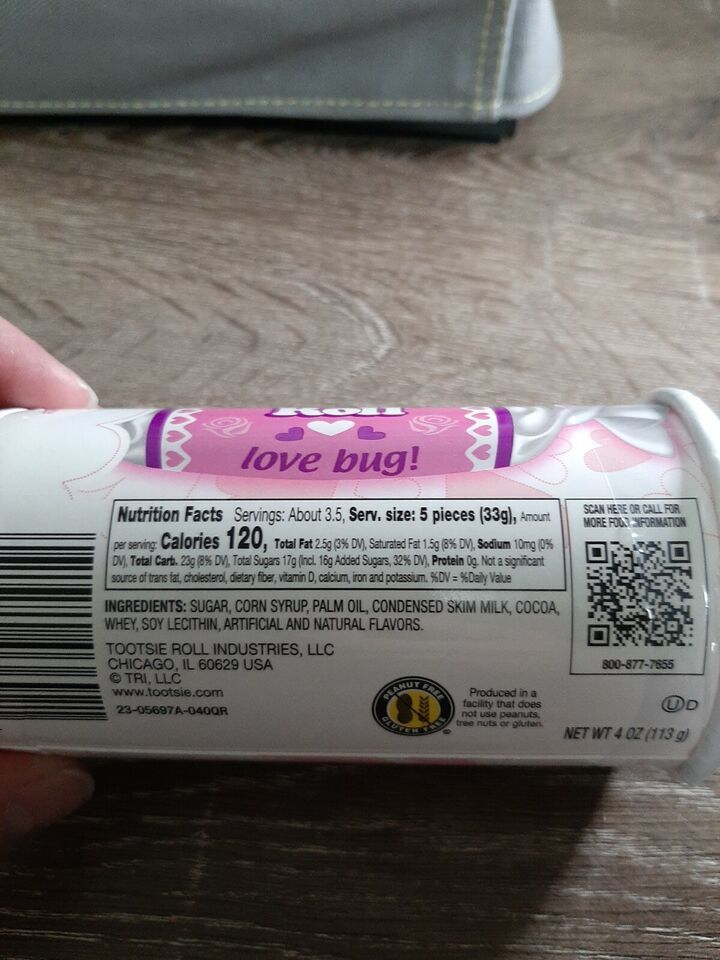 Roll
love bug!
Nutrition Facts Servings: About 3.5, Serv. size: 5 pieces (33g), Amount
per serving: Calories 120, Total Fat 2.5g (3% DV), Saturated Fat 1.5g (8% DV), Sodium 10mg (0%
DV), Total Carb. 23g (8% DV), Total Sugars 17g (Incl. 16g Added Sugars, 32% DV), Protein 0g. Not a significant
source of trans fat, cholesterol, dietary fiber, vitamin D, calcium, iron and potassium. %DV = %Daily Value
INGREDIENTS: SUGAR, CORN SYRUP, PALM OIL, CONDENSED SKIM MILK, COCOA,
WHEY, SOY LECITHIN, ARTIFICIAL AND NATURAL FLAVORS.
TOOTSIE ROLL INDUSTRIES, LLC
CHICAGO, IL 60629 USA
© TRI, LLC
www.tootsie.com
23-05697A-040QR
PEANUT FREE
GLUTEN FREE
®
Produced in a
facility that does
not use peanuts,
tree nuts or gluten.
SCAN HERE OR CALL FOR
MORE FOOD INFORMATION
800-877-7655
U D
NET WT 4 OZ (113 g)